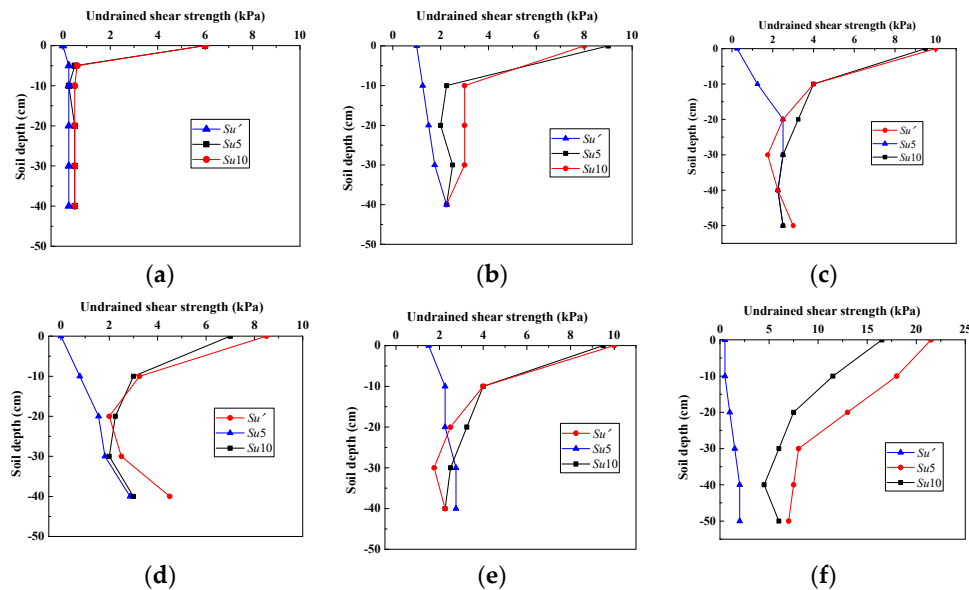 Undrained shear strength (kPa)
0 2 4 6 8 10
Soil depth (cm)
0
-10
-20
-30
-40
-50
Su′
Su5
Su10
(a)
Undrained shear strength (kPa)
0 2 4 6 8 10
Soil depth (cm)
0
-10
-20
-30
-40
-50
Su′
Su5
Su10
(b)
Undrained shear strength (kPa)
0 2 4 6 8 10
Soil depth (cm)
0
-10
-20
-30
-40
-50
Su′
Su5
Su10
(c)
Undrained shear strength (kPa)
0 2 4 6 8 10
Soil depth (cm)
0
-10
-20
-30
-40
-50
Su′
Su5
Su10
(d)
Undrained shear strength (kPa)
0 2 4 6 8 10
Soil depth (cm)
0
-10
-20
-30
-40
-50
Su′
Su5
Su10
(e)
Undrained shear strength (kPa)
0 5 10 15 20 25
Soil depth (cm)
0
-10
-20
-30
-40
-50
Su′
Su5
Su10
(f)